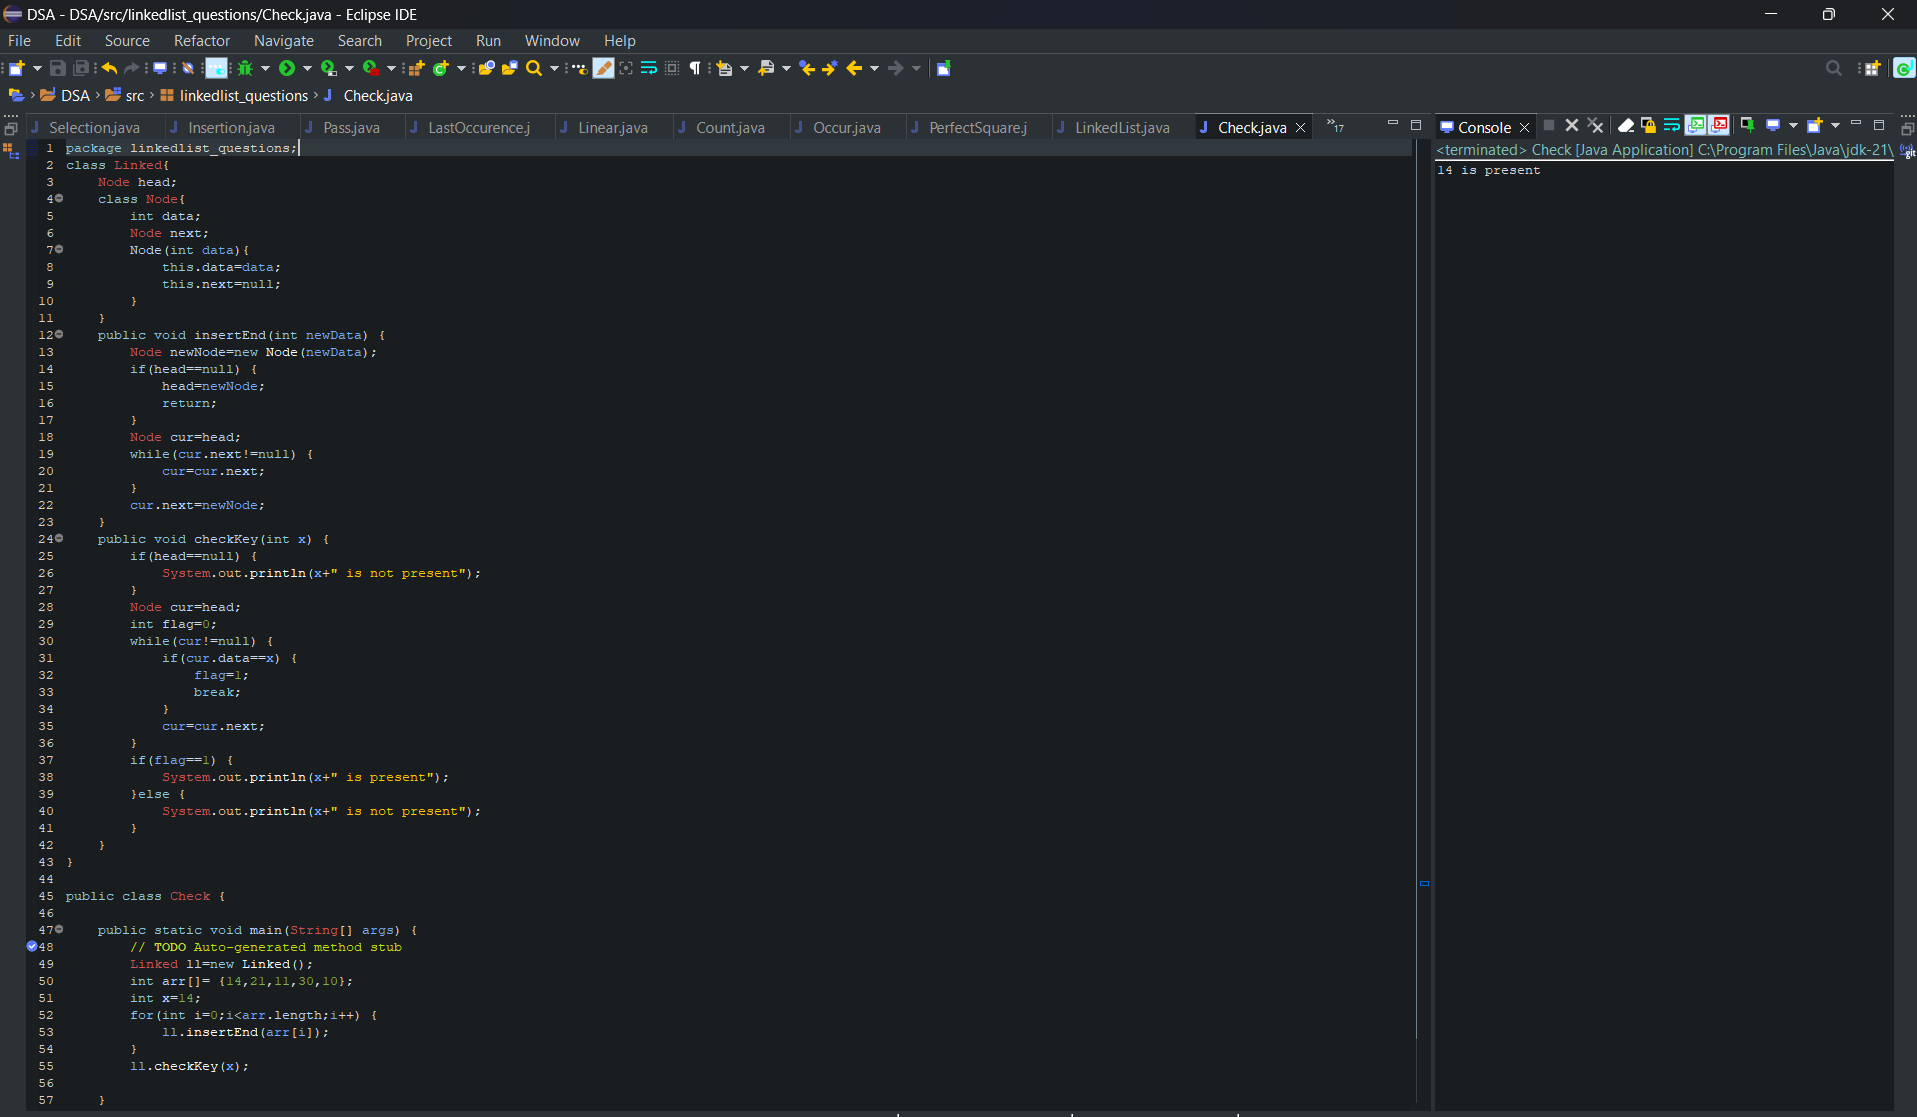 DSA - DSA/src/linkedlist_questions/Check.java - Eclipse IDE
File Edit Source Refactor Navigate Search Project Run Window Help
DSA src linkedlist_questions Check.java
Selection.java Insertion.java Pass.java LastOccurence.j Linear.java Count.java Occur.java PerfectSquare.j LinkedList.java Check.java »17
Console
<terminated> Check [Java Application] C:\Program Files\Java\jdk-21\
14 is present
git
1 package linkedlist_questions;
2 class Linked{
3     Node head;
4     class Node{
5         int data;
6         Node next;
7         Node(int data){
8             this.data=data;
9             this.next=null;
10         }
11     }
12     public void insertEnd(int newData) {
13         Node newNode=new Node(newData);
14         if(head==null) {
15             head=newNode;
16             return;
17         }
18         Node cur=head;
19         while(cur.next!=null) {
20             cur=cur.next;
21         }
22         cur.next=newNode;
23     }
24     public void checkKey(int x) {
25         if(head==null) {
26             System.out.println(x+" is not present");
27         }
28         Node cur=head;
29         int flag=0;
30         while(cur!=null) {
31             if(cur.data==x) {
32                 flag=1;
33                 break;
34             }
35             cur=cur.next;
36         }
37         if(flag==1) {
38             System.out.println(x+" is present");
39         }else {
40             System.out.println(x+" is not present");
41         }
42     }
43 }
44
45 public class Check {
46
47     public static void main(String[] args) {
48         // TODO Auto-generated method stub
49         Linked ll=new Linked();
50         int arr[]= {14,21,11,30,10};
51         int x=14;
52         for(int i=0;i<arr.length;i++) {
53             ll.insertEnd(arr[i]);
54         }
55         ll.checkKey(x);
56
57     }